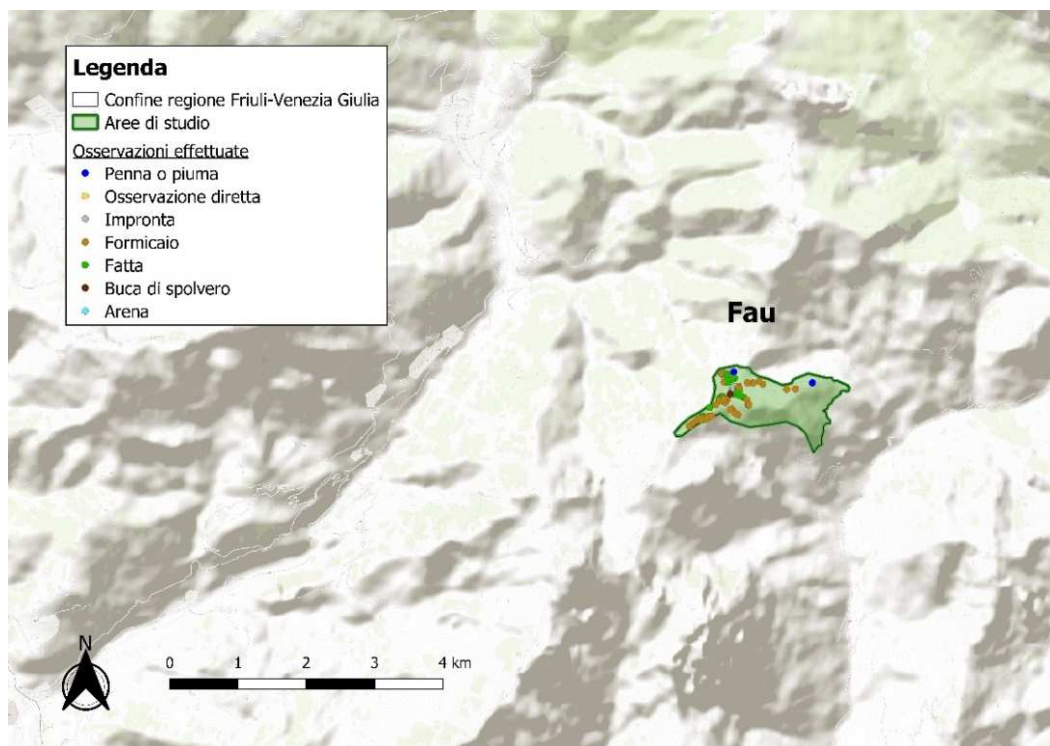 Legenda
Confine regione Friuli-Venezia Giulia
Aree di studio
Osservazioni effettuate
Penna o piuma
Osservazione diretta
Impronta
Formicaio
Fatta
Buca di spolvero
Arena
Fau
N
0 1 2 3 4 km